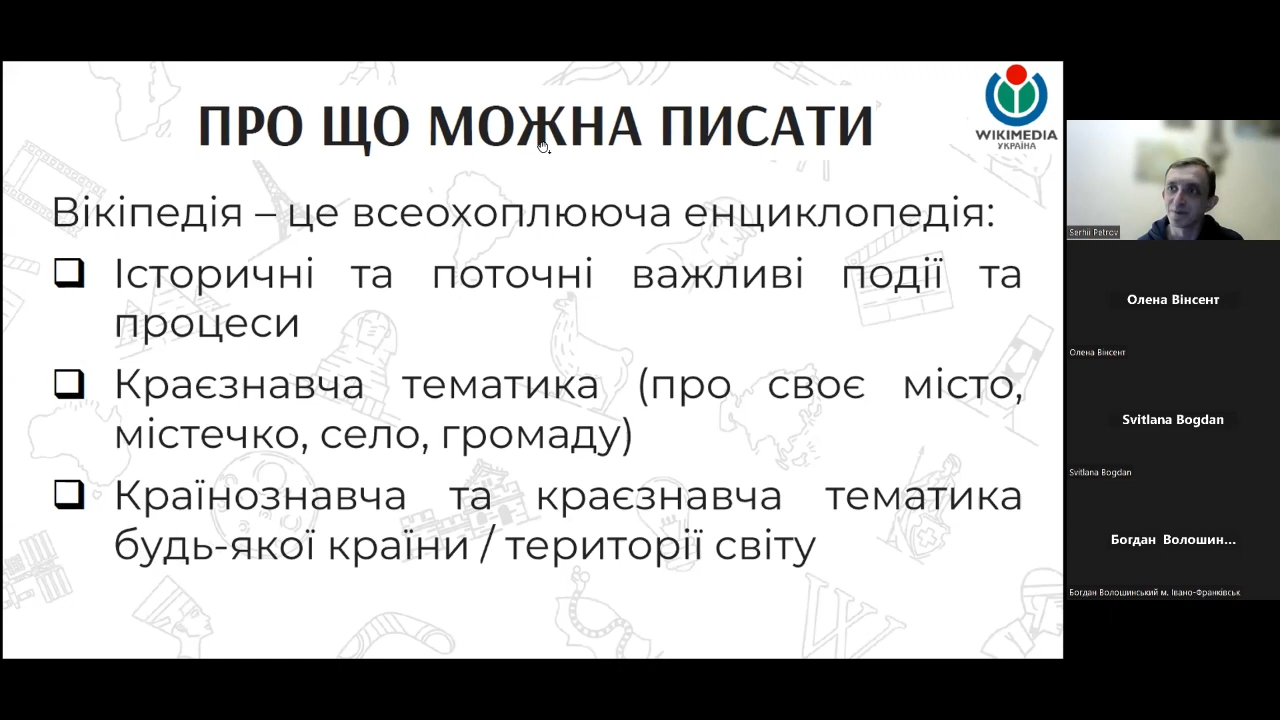 ПРО ЩО МОЖНА ПИСАТИ
WIKIMEDIA
УКРАЇНА
Вікіпедія – це всеохоплююча енциклопедія:
Історичні та поточні важливі події та
процеси
Краєзнавча тематика (про своє місто,
містечко, село, громаду)
Країнознавча та краєзнавча тематика
будь-якої країни / території світу
Serhii Petrov
Олена Вінсент
Олена Вінсент
Svitlana Bogdan
Svitlana Bogdan
Богдан Волошин...
Богдан Волошинський м. Івано-Франківськ